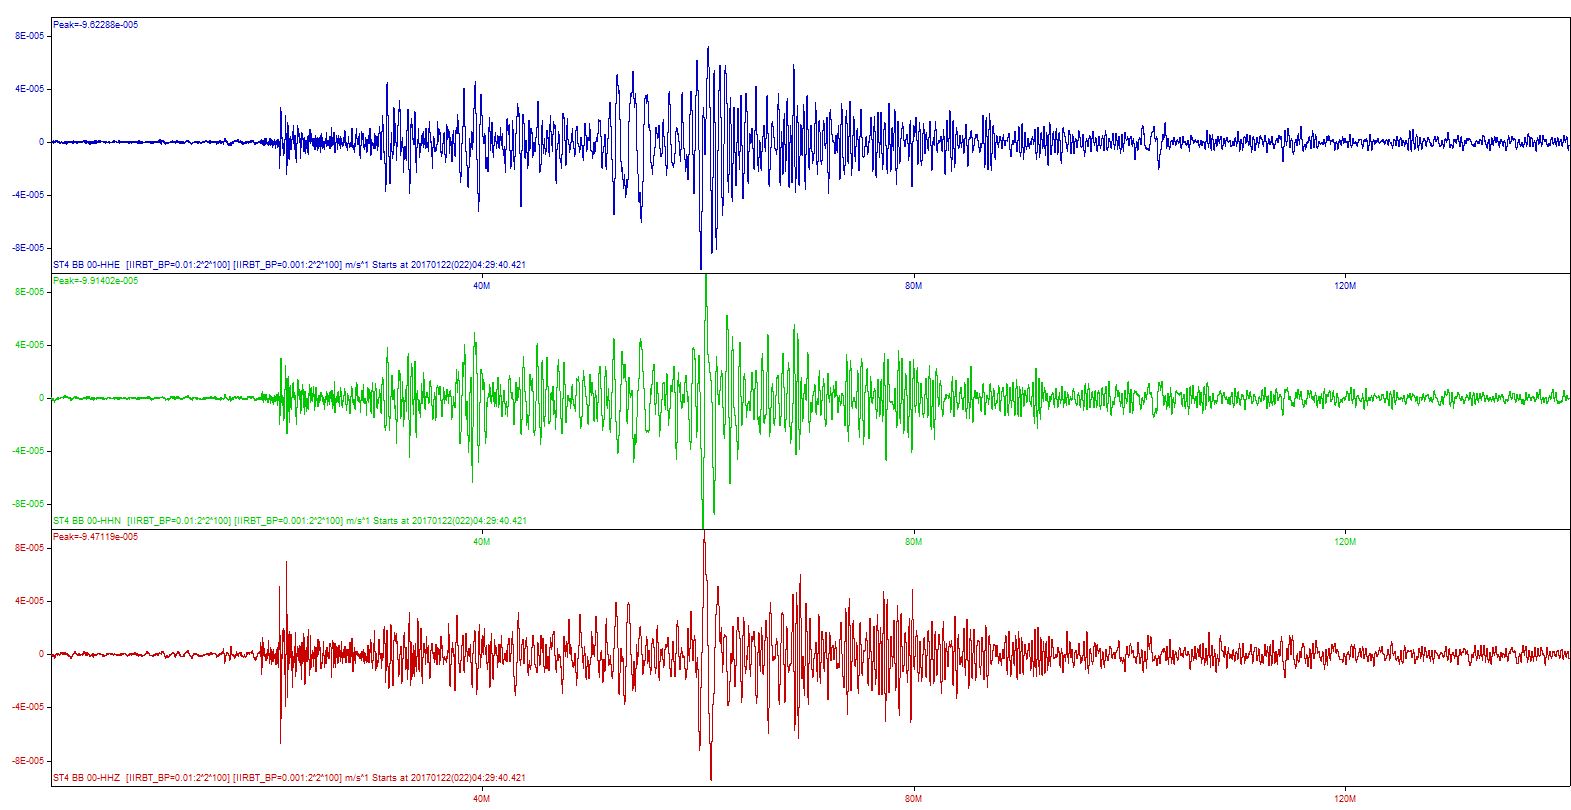 Peak=-9.62288e-005
8E-005
4E-005
0
-4E-005
-8E-005
ST4 BB 00-HHE [IIRBT_BP=0.01:2^2^100] [IIRBT_BP=0.001:2^2^100] m/s^1 Starts at 20170122(022)04:29:40.421
40M 80M 120M
Peak=-9.91402e-005
8E-005
4E-005
0
-4E-005
-8E-005
ST4 BB 00-HHN [IIRBT_BP=0.01:2^2^100] [IIRBT_BP=0.001:2^2^100] m/s^1 Starts at 20170122(022)04:29:40.421
40M 80M 120M
Peak=-9.47119e-005
8E-005
4E-005
0
-4E-005
-8E-005
ST4 BB 00-HHZ [IIRBT_BP=0.01:2^2^100] [IIRBT_BP=0.001:2^2^100] m/s^1 Starts at 20170122(022)04:29:40.421
40M 80M 120M